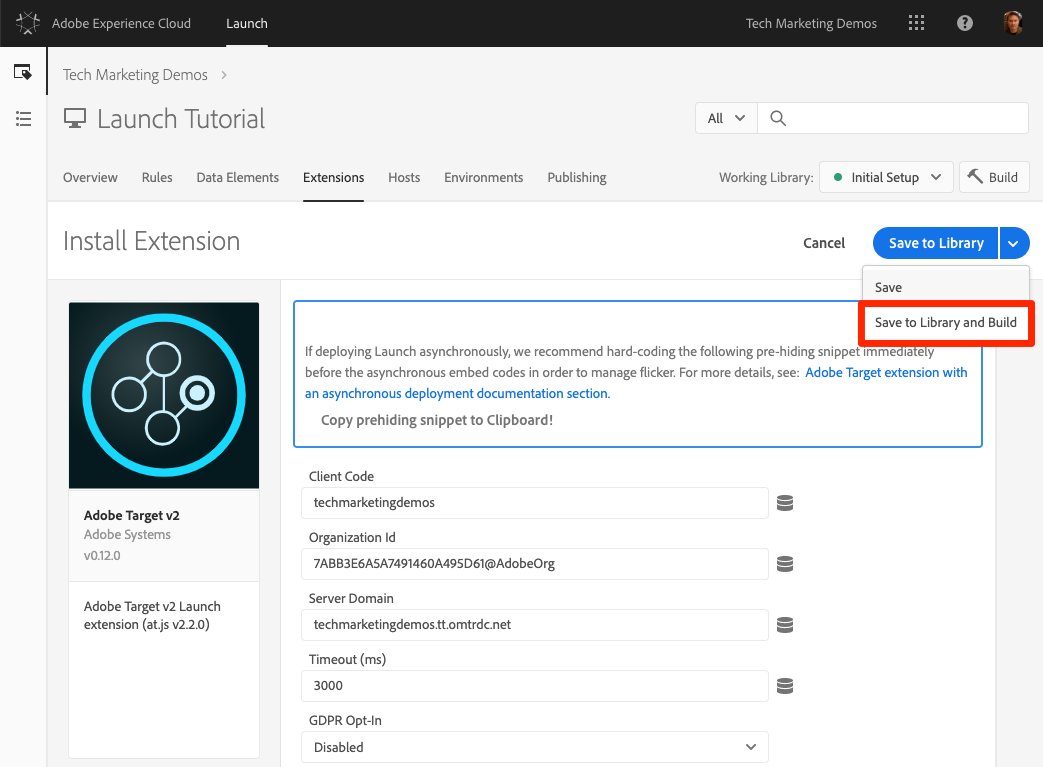 Adobe Experience Cloud
Launch
Tech Marketing Demos
?
Tech Marketing Demos
Launch Tutorial
All
Overview
Rules
Data Elements
Extensions
Hosts
Environments
Publishing
Working Library:
Initial Setup
Build
Install Extension
Cancel
Save to Library
Save
Save to Library and Build
If deploying Launch asynchronously, we recommend hard-coding the following pre-hiding snippet immediately
before the asynchronous embed codes in order to manage flicker. For more details, see: Adobe Target extension with
an asynchronous deployment documentation section.
Copy prehiding snippet to Clipboard!
Adobe Target v2
Adobe Systems
v0.12.0
Adobe Target v2 Launch
extension (at.js v2.2.0)
Client Code
techmarketingdemos
Organization Id
7ABB3E6A5A7491460A495D61@AdobeOrg
Server Domain
techmarketingdemos.tt.omtrdc.net
Timeout (ms)
3000
GDPR Opt-In
Disabled